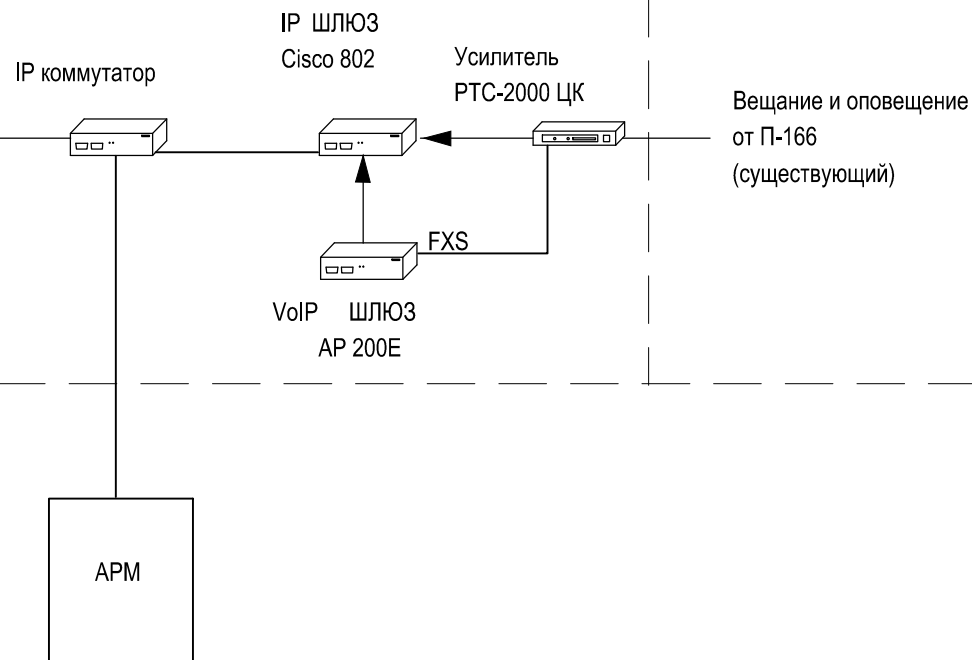 IP ШЛЮЗ
Cisco 802
Усилитель
РТС-2000 ЦК
IP коммутатор
Вещание и оповещение
от П-166
(существующий)
FXS
VoIP ШЛЮЗ
AP 200E
АРМ